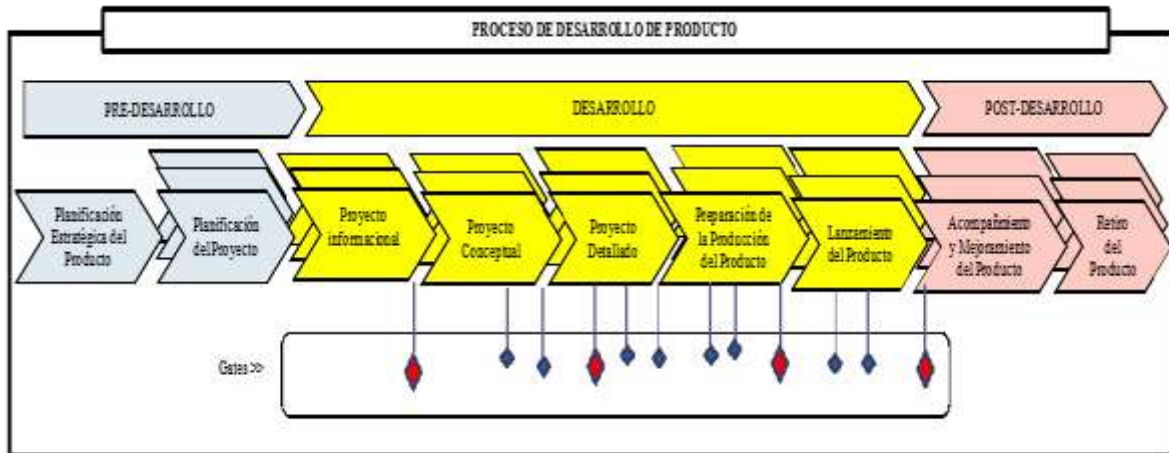 PROCESO DE DESARROLLO DE PRODUCTO
PRE-DESARROLLO
DESARROLLO
POST-DESARROLLO
Planificación
Estratégica del
Producto
Planificación
del Proyecto
Proyecto
informacional
Proyecto
Conceptual
Proyecto
Detallado
Preparación de
la Producción
del Producto
Lanzamiento
del Producto
Acompañimiento
y Mejoramiento
del Producto
Retiro
del
Producto
Gates >>